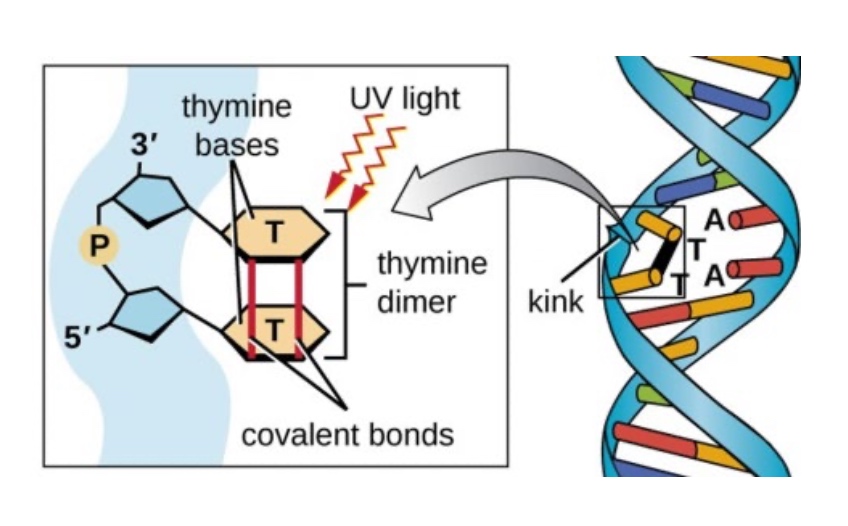 thymine
bases
UV light
3′
T
P
thymine
dimer
T
5′
covalent bonds
kink
A
T
A
T